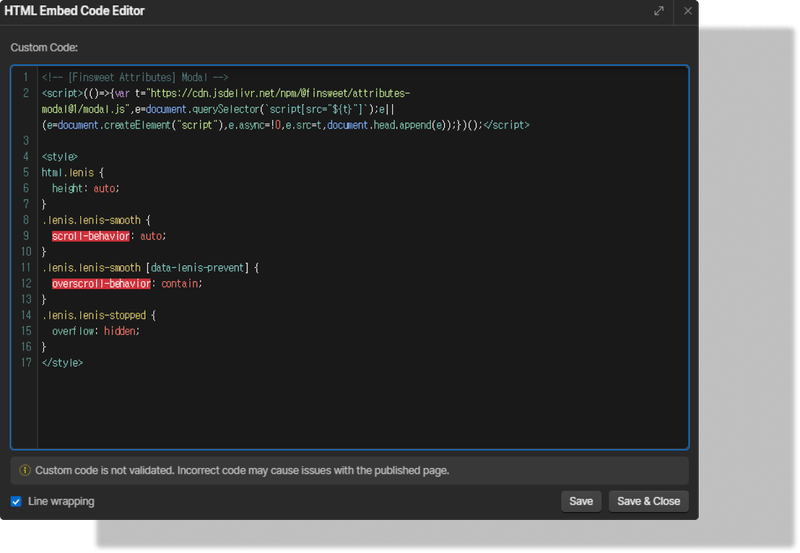 HTML Embed Code Editor
Custom Code:
1 <!-- [Finsweet Attributes] Modal -->
2 <script>(()=>{var t="https://cdn.jsdelivr.net/npm/@finsweet/attributes-
modal@1/modal.js",e=document.querySelector(`script[src="${t}"]`);e||
(e=document.createElement("script"),e.async=!0,e.src=t,document.head.append(e));})();</script>
3
4 <style>
5 html.lenis {
6 height: auto;
7 }
8 .lenis.lenis-smooth {
9 scroll-behavior: auto;
10 }
11 .lenis.lenis-smooth [data-lenis-prevent] {
12 overscroll-behavior: contain;
13 }
14 .lenis.lenis-stopped {
15 overflow: hidden;
16 }
17 </style>
Custom code is not validated. Incorrect code may cause issues with the published page.
Line wrapping
Save
Save & Close